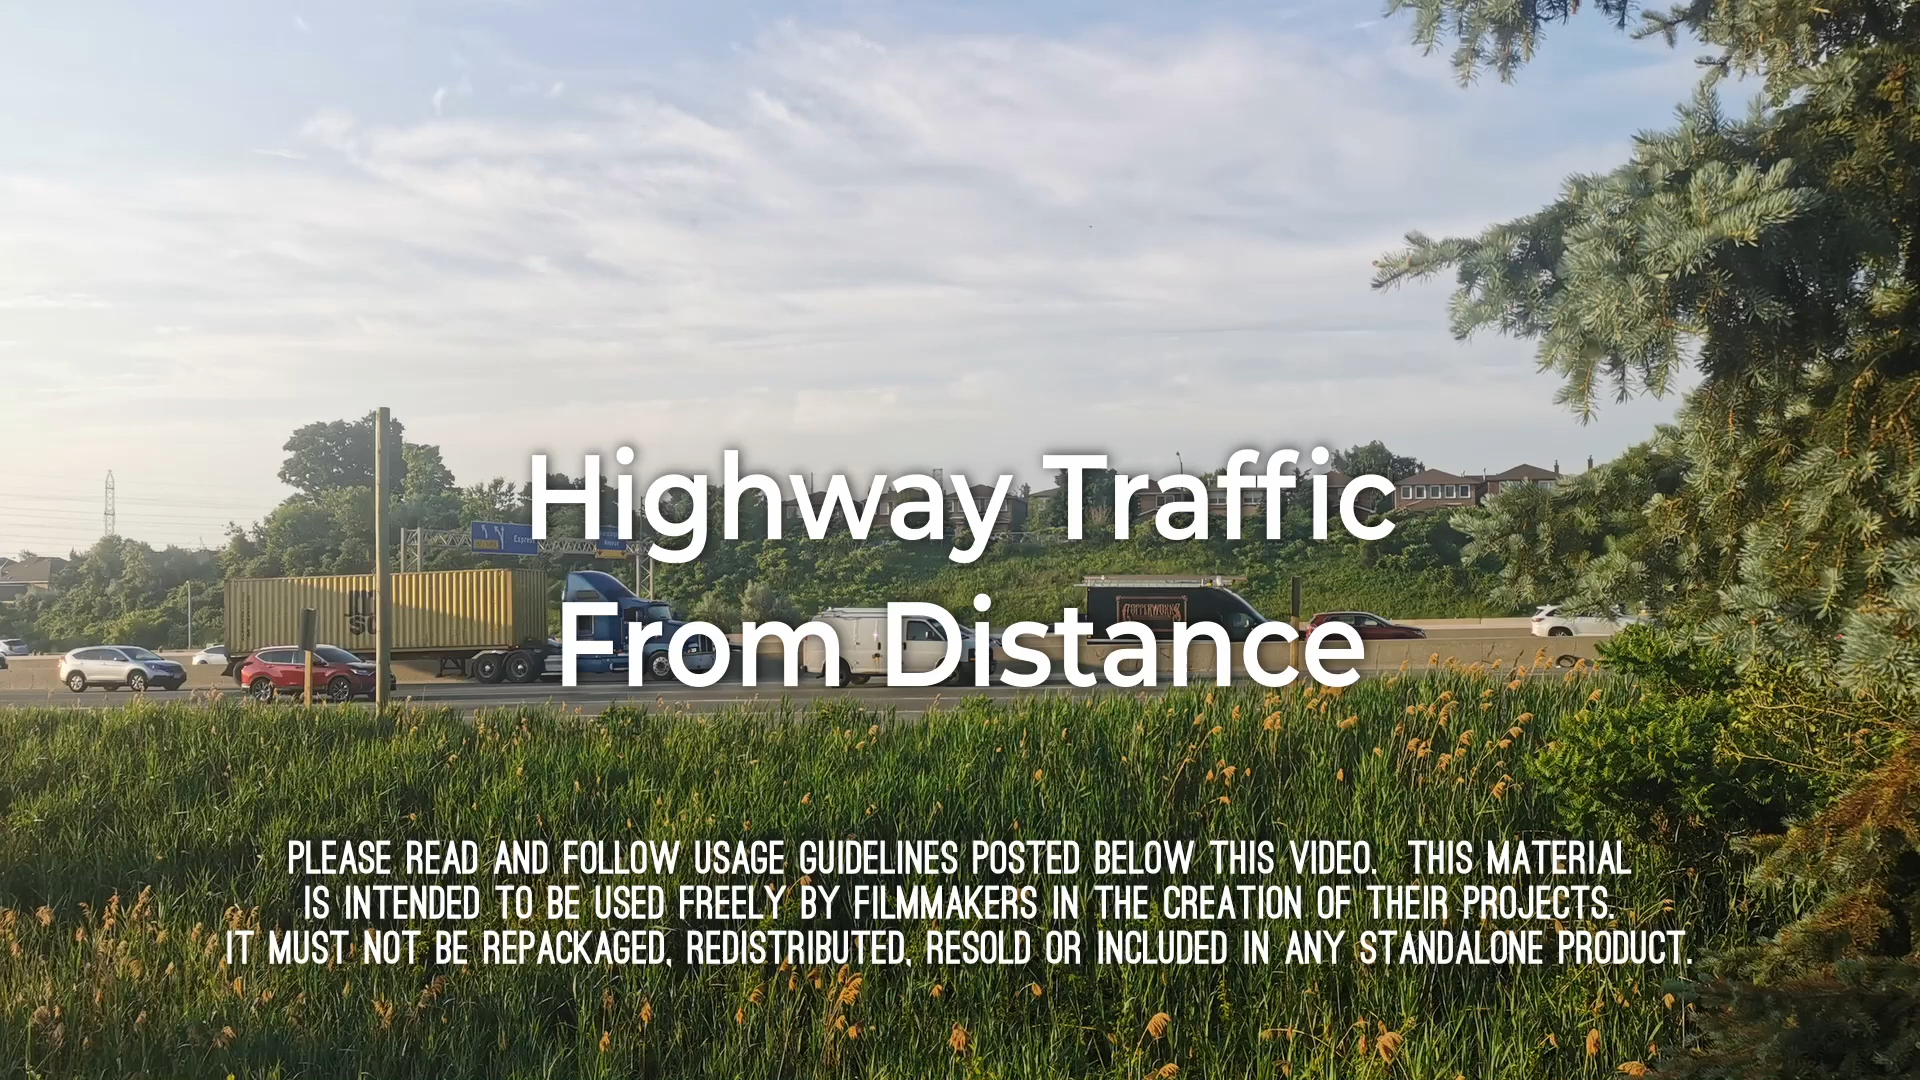 Expres
Highway Traffic
COPPERWORKS
From Distance
PLEASE READ AND FOLLOW USAGE GUIDELINES POSTED BELOW THIS VIDEO. THIS MATERIAL
IS INTENDED TO BE USED FREELY BY FILMMAKERS IN THE CREATION OF THEIR PROJECTS.
IT MUST NOT BE REPACKAGED, REDISTRIBUTED, RESOLD OR INCLUDED IN ANY STANDALONE PRODUCT.